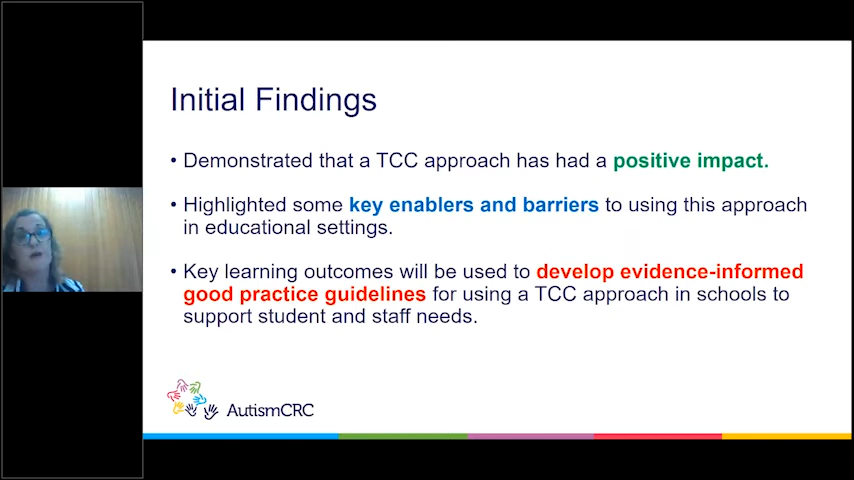 Initial Findings
• Demonstrated that a TCC approach has had a positive impact.
• Highlighted some key enablers and barriers to using this approach
in educational settings.
• Key learning outcomes will be used to develop evidence-informed
good practice guidelines for using a TCC approach in schools to
support student and staff needs.
AutismCRC